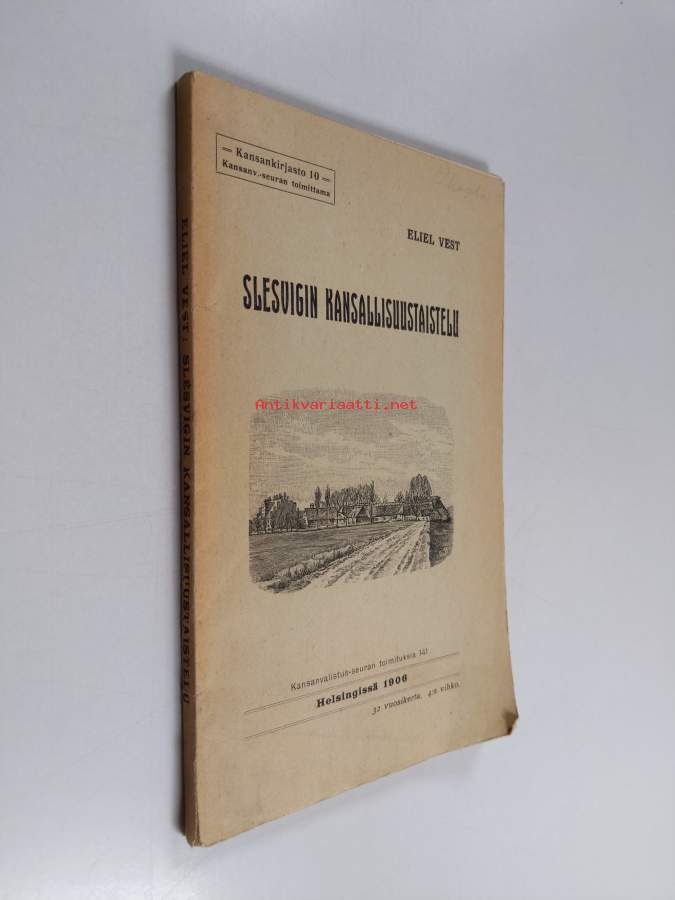 = Kansankirjasto 10 =
Kansanv.-seuran toimittama
ELIEL VEST
SLESVIGIN KANSALLISUUSTAISTELU
Antikvariaatti.net
Kansanvalistus-seuran toimituksia 141
Helsingissä 1906
32 vuosikerta. 4:s vihko.
ELIEL VEST: SLESVIGIN KANSALLISUUSTAISTELU